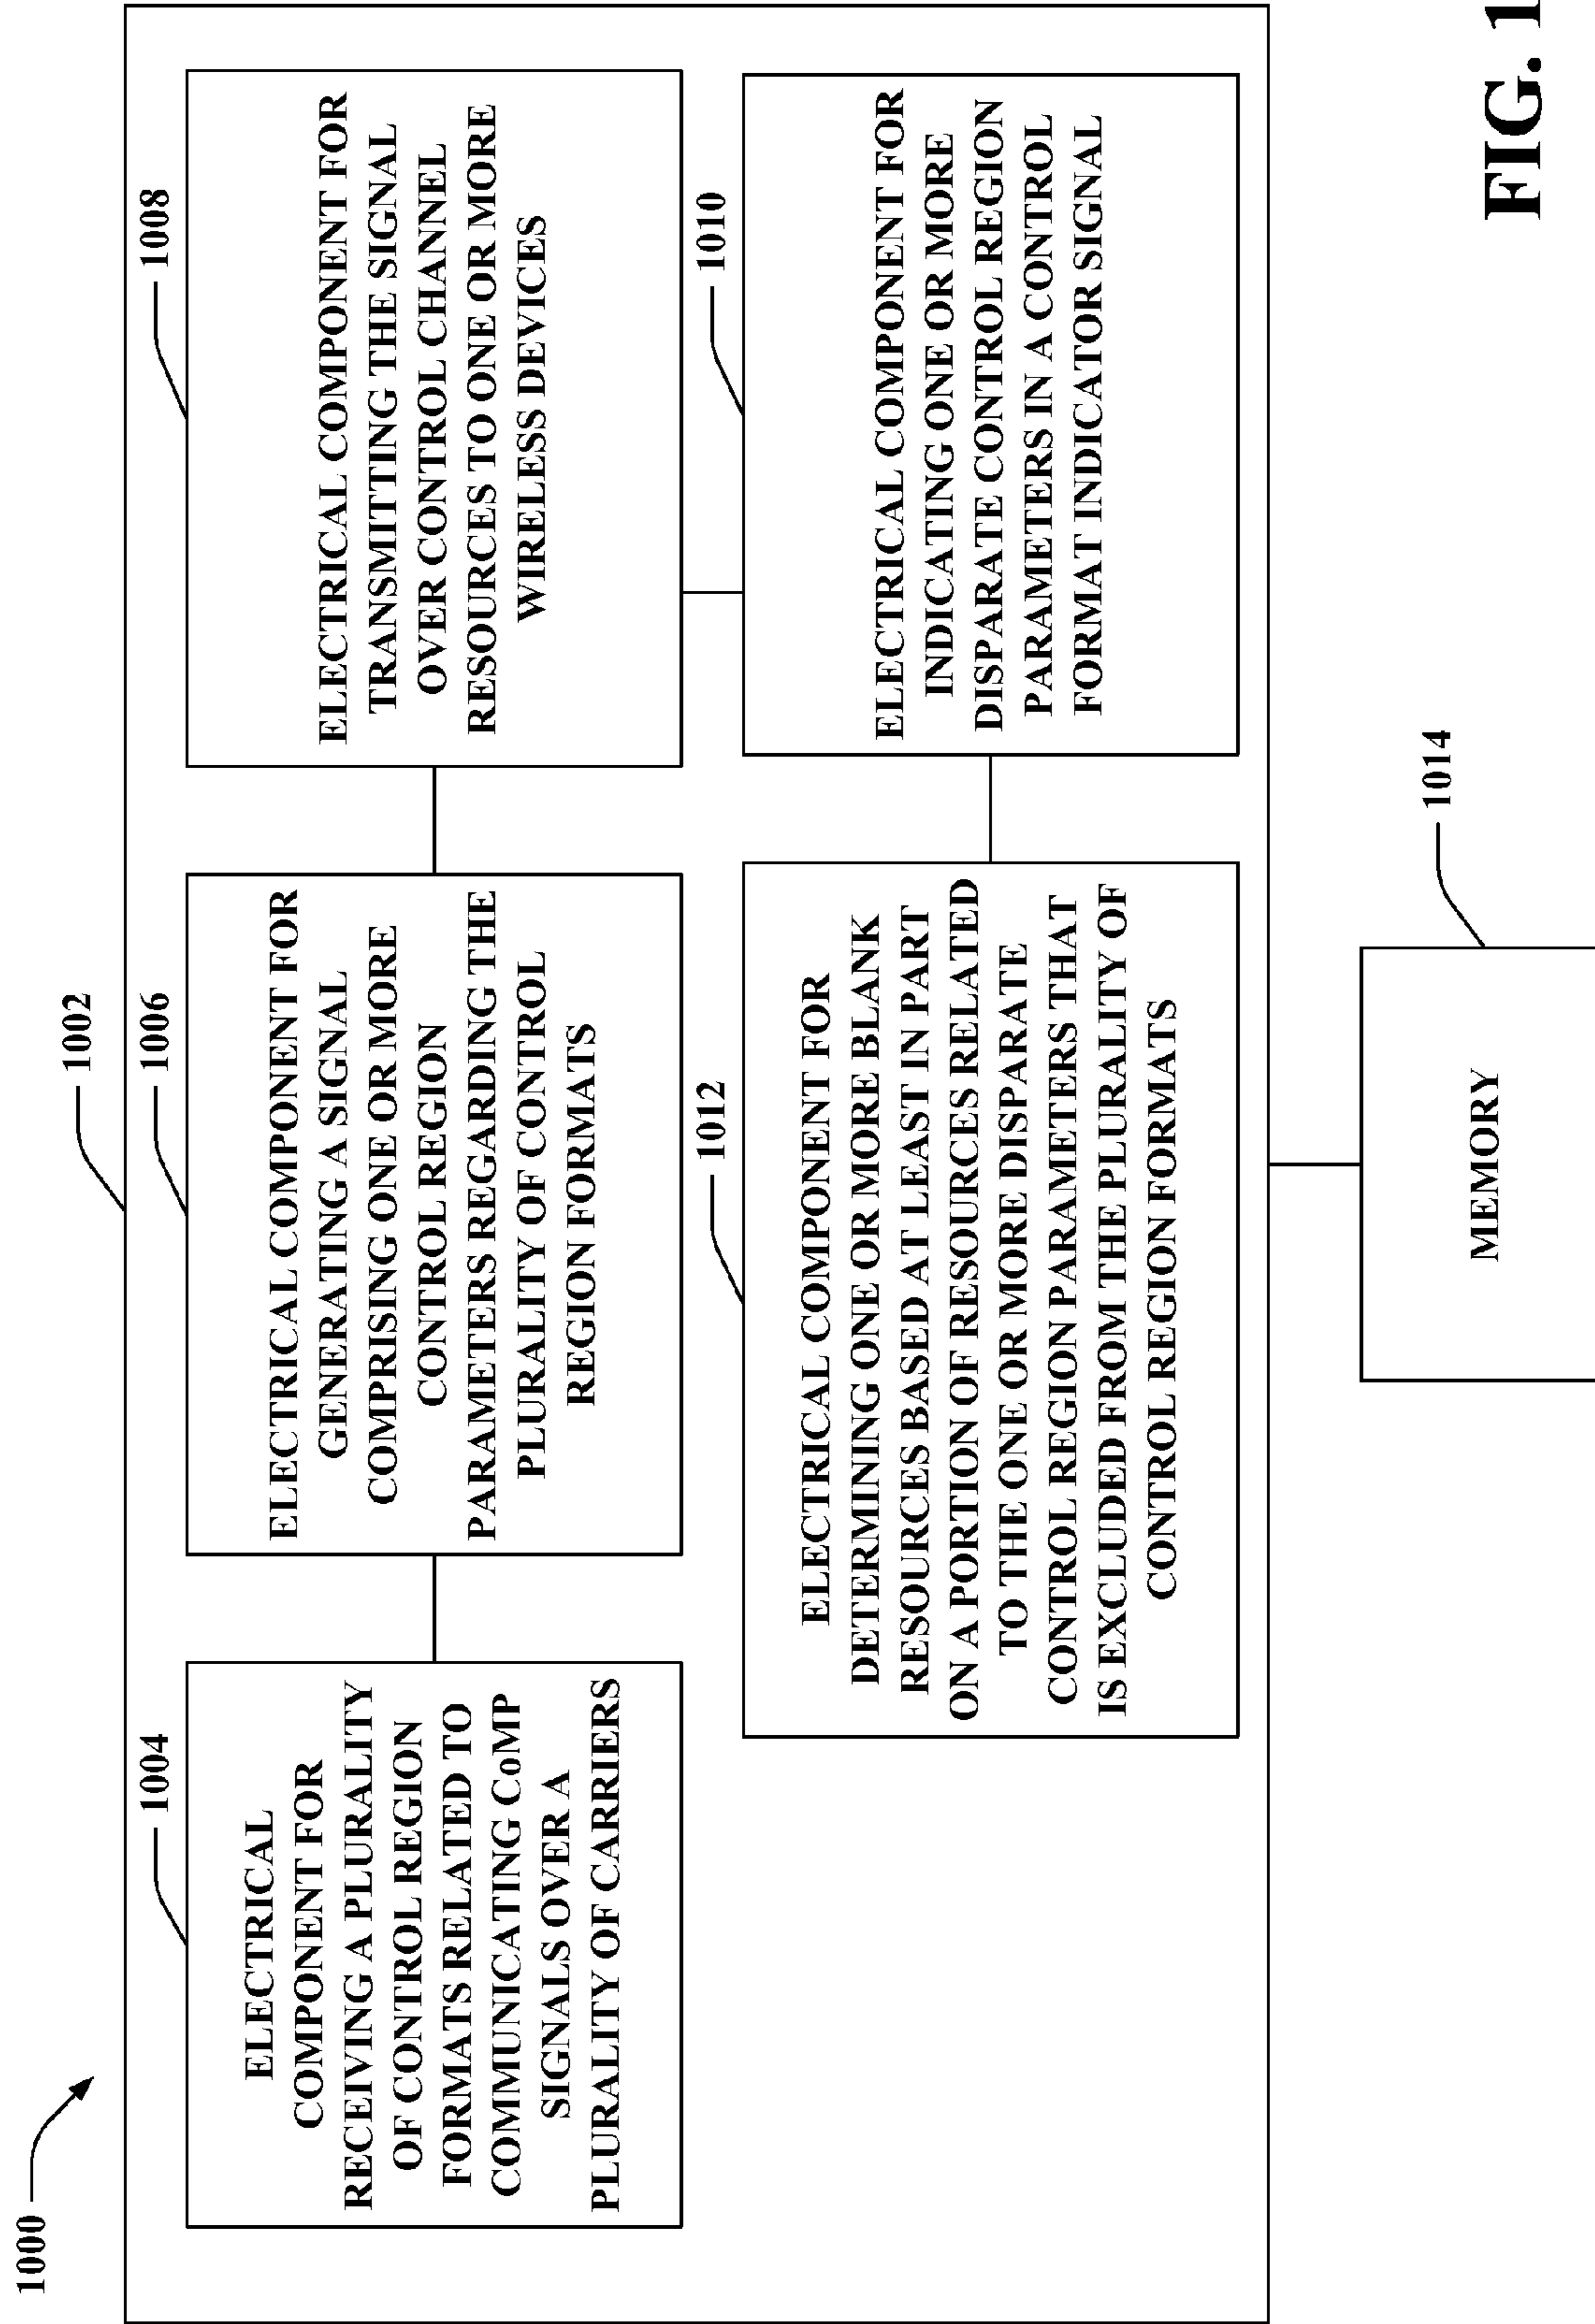 1000
1002
1004
ELECTRICAL
COMPONENT FOR
RECEIVING A PLURALITY
OF CONTROL REGION
FORMATS RELATED TO
COMMUNICATING CoMP
SIGNALS OVER A
PLURALITY OF CARRIERS
1006
ELECTRICAL COMPONENT FOR
GENERATING A SIGNAL
COMPRISING ONE OR MORE
CONTROL REGION
PARAMETERS REGARDING THE
PLURALITY OF CONTROL
REGION FORMATS
1008
ELECTRICAL COMPONENT FOR
TRANSMITTING THE SIGNAL
OVER CONTROL CHANNEL
RESOURCES TO ONE OR MORE
WIRELESS DEVICES
1012
ELECTRICAL COMPONENT FOR
DETERMINING ONE OR MORE BLANK
RESOURCES BASED AT LEAST IN PART
ON A PORTION OF RESOURCES RELATED
TO THE ONE OR MORE DISPARATE
CONTROL REGION PARAMETERS THAT
IS EXCLUDED FROM THE PLURALITY OF
CONTROL REGION FORMATS
1010
ELECTRICAL COMPONENT FOR
INDICATING ONE OR MORE
DISPARATE CONTROL REGION
PARAMETERS IN A CONTROL
FORMAT INDICATOR SIGNAL
1014
MEMORY
FIG. 1